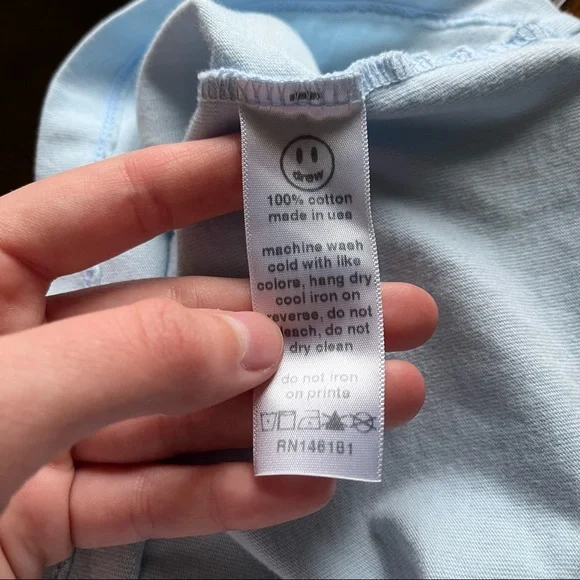 drew
100% cotton
made in usa
machine wash
cold with like
colors, hang dry
cool iron on
reverse, do not
bleach, do not
dry clean
do not iron
on prints
RN146181